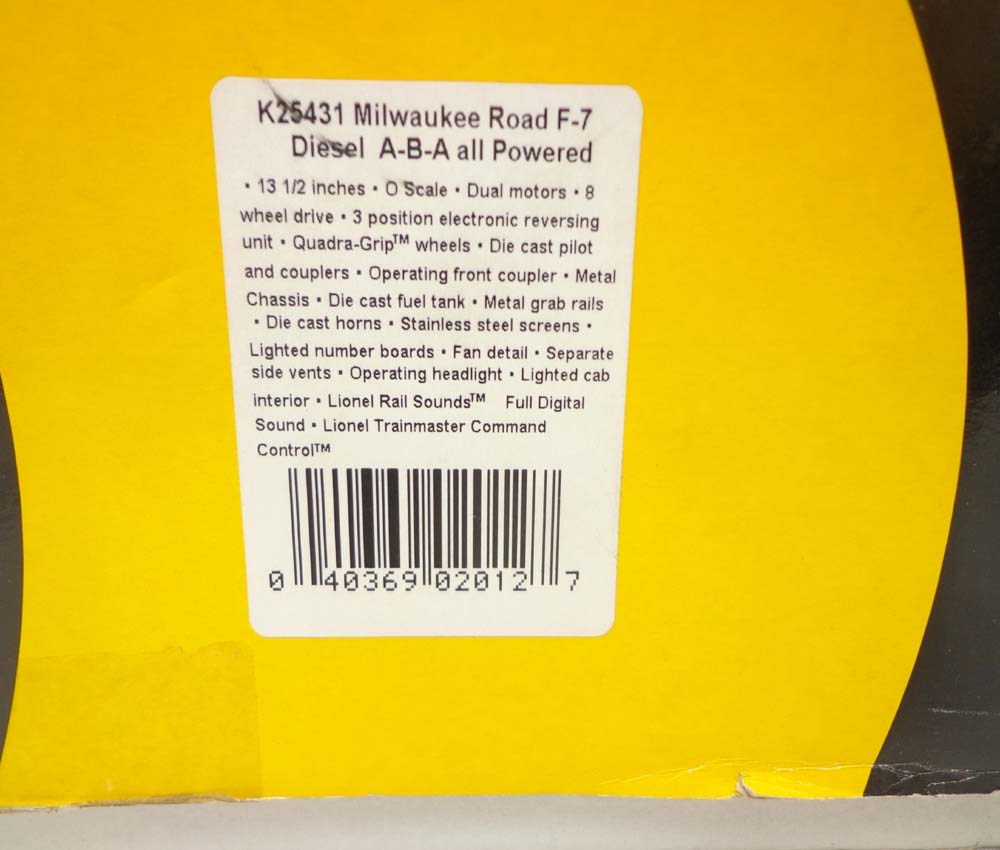 K25431 Milwaukee Road F-7
Diesel A-B-A all Powered
• 13 1/2 inches • O Scale • Dual motors • 8
wheel drive • 3 position electronic reversing
unit • Quadra-Grip™ wheels • Die cast pilot
and couplers • Operating front coupler • Metal
Chassis • Die cast fuel tank • Metal grab rails
• Die cast horns • Stainless steel screens •
Lighted number boards • Fan detail • Separate
side vents • Operating headlight • Lighted cab
interior • Lionel Rail Sounds™ Full Digital
Sound • Lionel Trainmaster Command
Control™
0 40369 02012 7